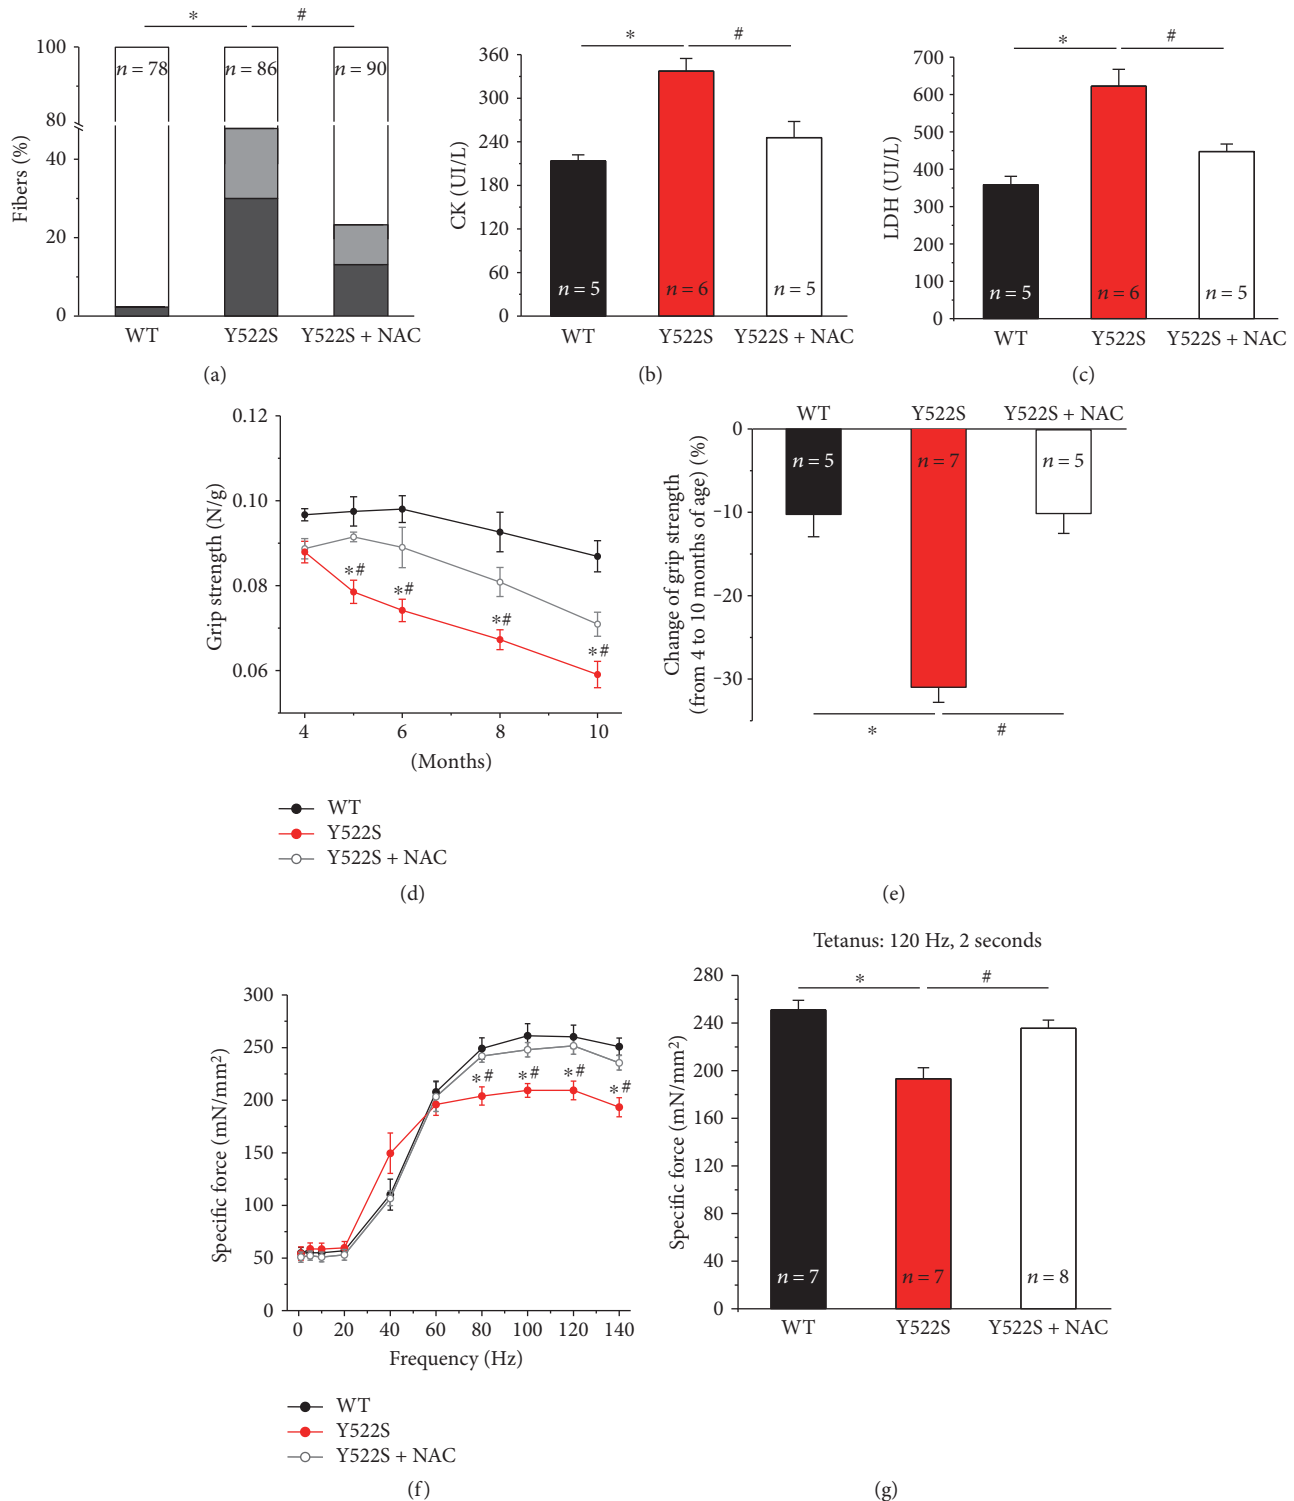 * #
100
80
40
20
0
Fibers (%)
n = 78
n = 86
n = 90
WT Y522S Y522S + NAC
(a)
* #
360
300
240
180
120
60
0
CK (UI/L)
n = 5
n = 6
n = 5
WT Y522S Y522S + NAC
(b)
* #
700
600
500
450
300
200
100
0
LDH (UI/L)
n = 5
n = 6
n = 5
WT Y522S Y522S + NAC
(c)
0.12
0.10
0.08
0.06
Grip strength (N/g)
*#
*#
*#
*#
4 6 8 10
(Months)
WT
Y522S
Y522S + NAC
(d)
WT Y522S Y522S + NAC
0
−10
−20
−30
Change of grip strength
(from 4 to 10 months of age) (%)
n = 5
n = 7
n = 5
* #
(e)
300
250
200
150
100
50
0
Specific force (mN/mm²)
*#
*#
*#
*#
0 20 40 60 80 100 120 140
Frequency (Hz)
WT
Y522S
Y522S + NAC
(f)
Tetanus: 120 Hz, 2 seconds
* #
280
240
200
160
120
80
40
0
Specific force (mN/mm²)
n = 7
n = 7
n = 8
WT Y522S Y522S + NAC
(g)